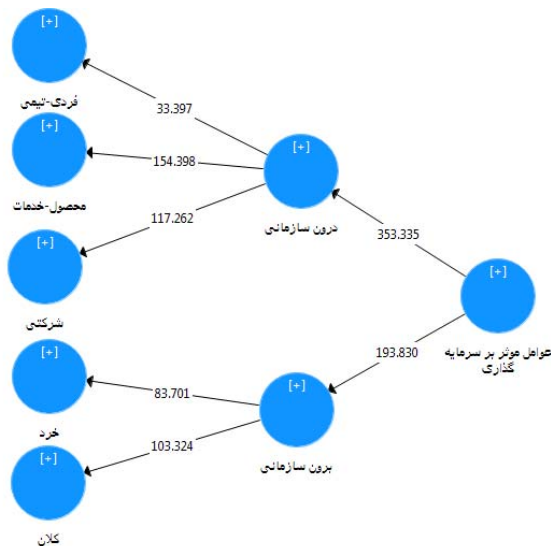 [+]
فردی-تیمی
33.397
[+]
محصول-خدمات
154.398
[+]
شرکتی
117.262
[+]
درون سازمانی
353.335
[+]
عوامل موثر بر سرمایه
گذاری
193.830
[+]
برون سازمانی
83.701
[+]
خرد
103.324
[+]
کلان